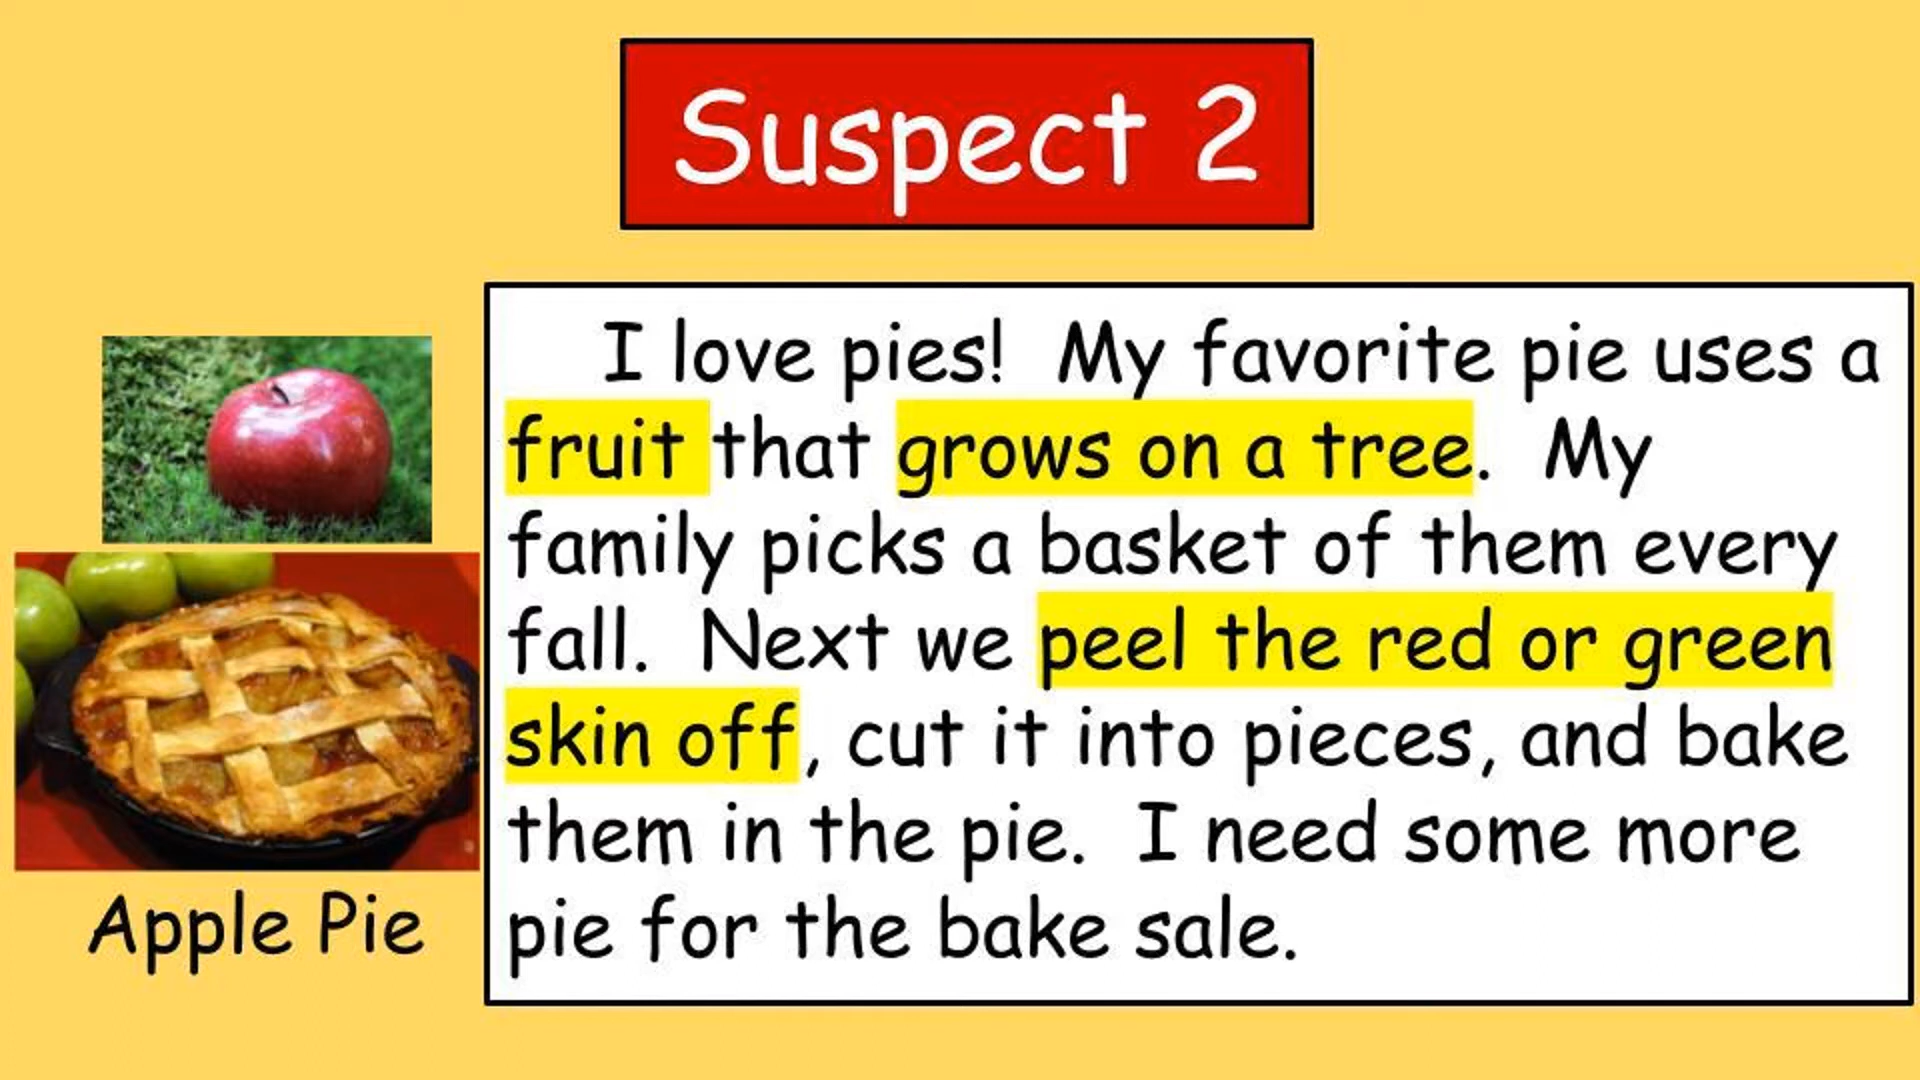 Suspect 2
I love pies! My favorite pie uses a
fruit that grows on a tree. My
family picks a basket of them every
fall. Next we peel the red or green
skin off, cut it into pieces, and bake
them in the pie. I need some more
pie for the bake sale.
Apple Pie